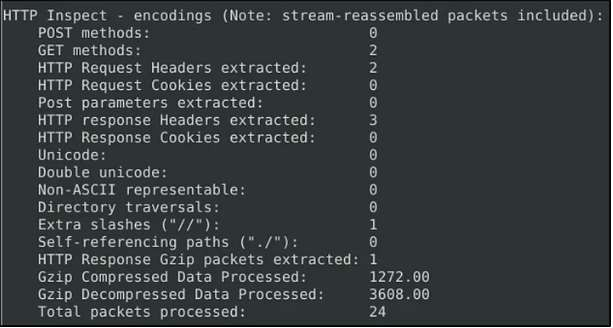 HTTP Inspect - encodings (Note: stream-reassembled packets included):
POST methods: 0
GET methods: 2
HTTP Request Headers extracted: 2
HTTP Request Cookies extracted: 0
Post parameters extracted: 0
HTTP response Headers extracted: 3
HTTP Response Cookies extracted: 0
Unicode: 0
Double unicode: 0
Non-ASCII representable: 0
Directory traversals: 0
Extra slashes ("//"): 1
Self-referencing paths ("./"): 0
HTTP Response Gzip packets extracted: 1
Gzip Compressed Data Processed: 1272.00
Gzip Decompressed Data Processed: 3608.00
Total packets processed: 24